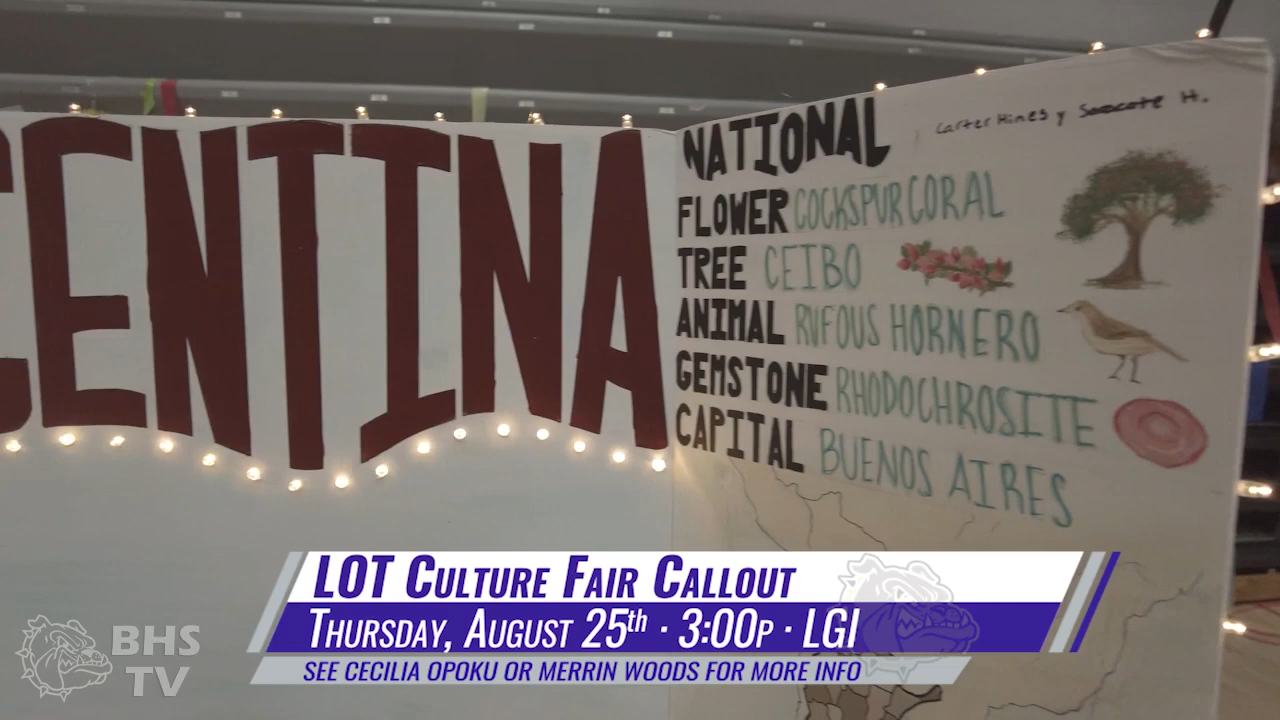 CENTINA
NATIONAL
Carter Hines y H.
FLOWER COCKSPUR CORAL
TREE CEIBO
ANIMAL RUFOUS HORNERO
GEMSTONE RHODOCHROSITE
CAPITAL BUENOS AIRES
LOT CULTURE FAIR CALLOUT
THURSDAY, AUGUST 25th · 3:00P · LGI
SEE CECILIA OPOKU OR MERRIN WOODS FOR MORE INFO
BHS
TV